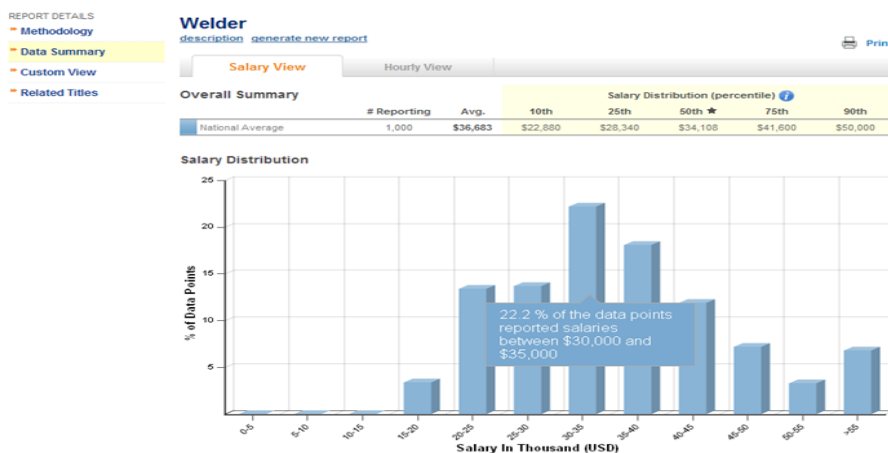 REPORT DETAILS
Methodology
Data Summary
Custom View
Related Titles
Welder
description generate new report
Prin
Salary View Hourly View
Overall Summary
Salary Distribution (percentile)
# Reporting Avg. 10th 25th 50th 75th 90th
National Average 1,000 $36,683 $22,880 $28,340 $34,108 $41,600 $50,000
Salary Distribution
% of Data Points
25
20
15
10
5
22.2 % of the data points
reported salaries
between $30,000 and
$35,000
0-5 5-10 10-15 15-20 20-25 25-30 30-35 35-40 40-45 45-50 50-55 >55
Salary In Thousand (USD)